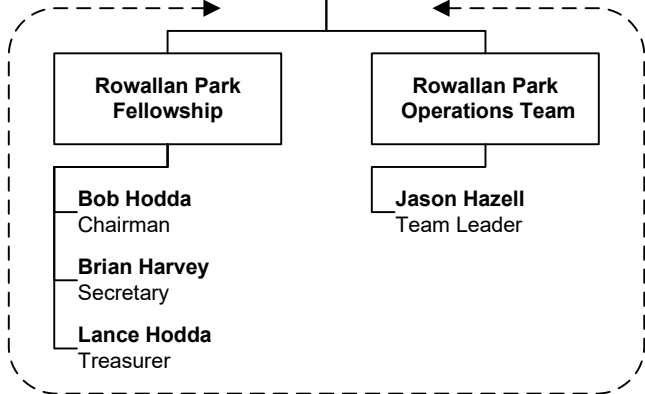 Rowallan Park
Fellowship
Rowallan Park
Operations Team
Bob Hodda
Chairman
Brian Harvey
Secretary
Lance Hodda
Treasurer
Jason Hazell
Team Leader